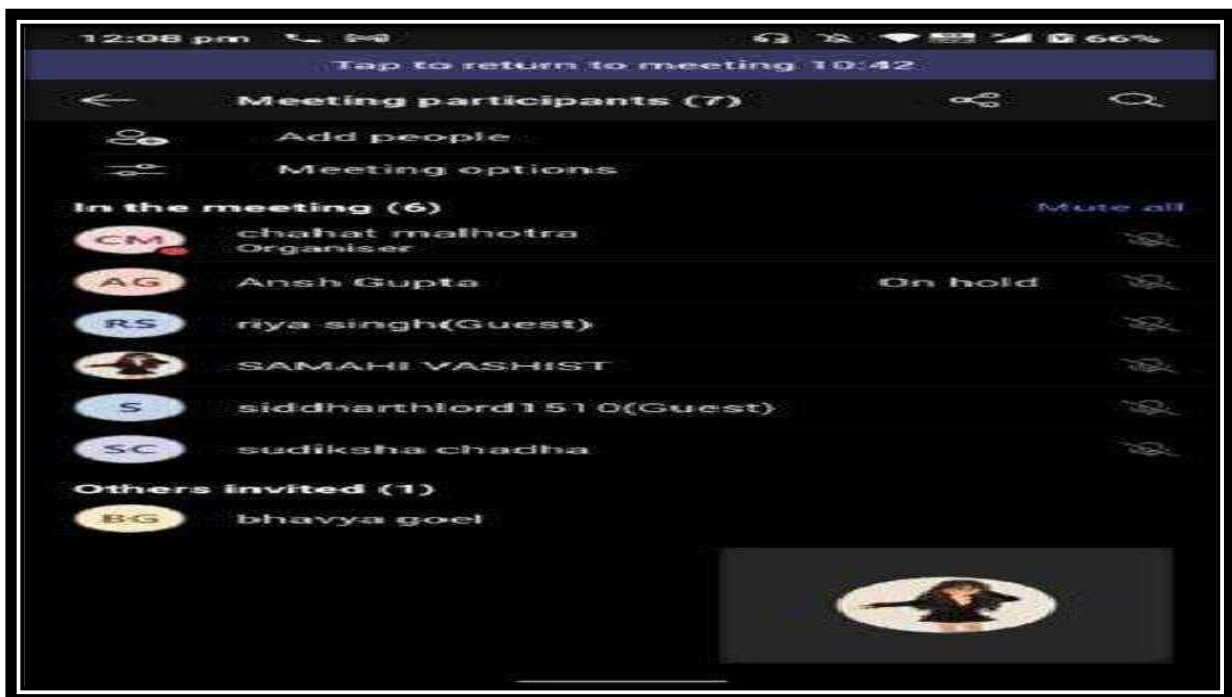 12:08 pm 66%
Tap to return to meeting 10:42
Meeting participants (7)
Add people
Meeting options
In the meeting (6) Mute all
CM chahat malhotra
Organiser
AG Ansh Gupta On hold
RS riya singh(Guest)
SAMAHI VASHIST
S siddharthlord1510(Guest)
SC sudiksha chadha
Others invited (1)
BG bhavya goel